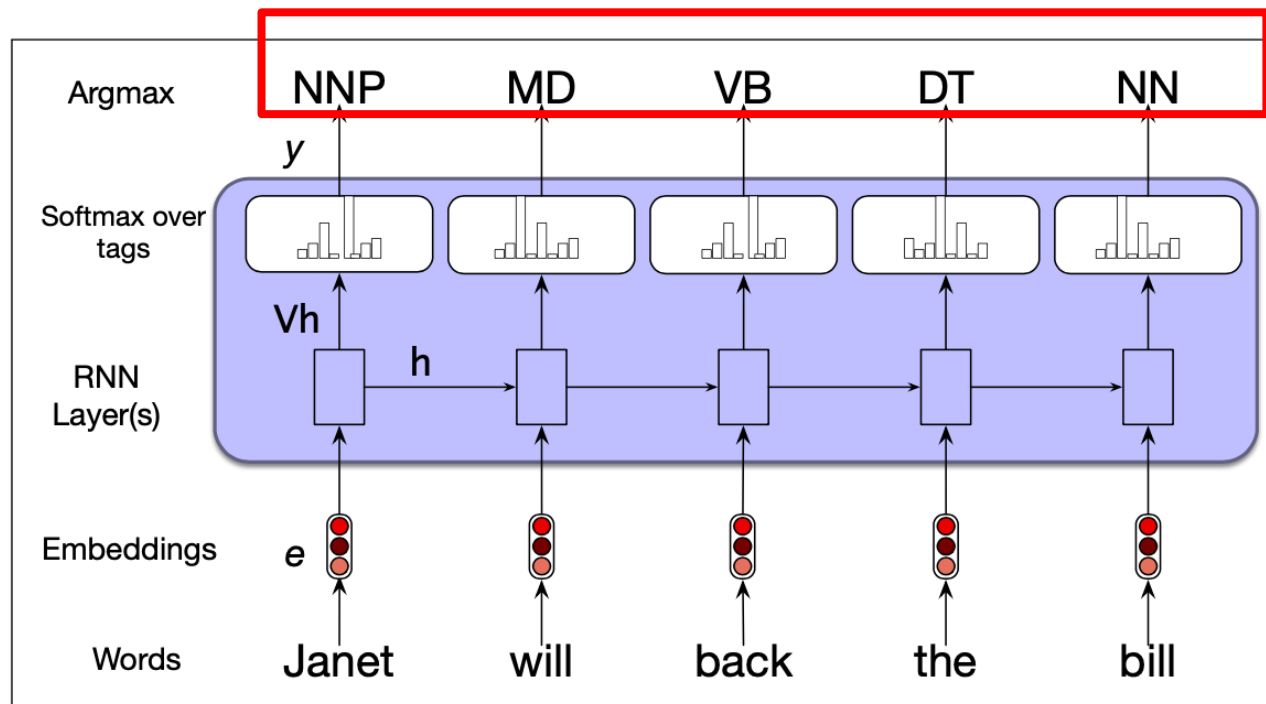 Argmax NNP MD VB DT NN
y
Softmax over
tags
Vh
h
RNN
Layer(s)
Embeddings e
Words Janet will back the bill